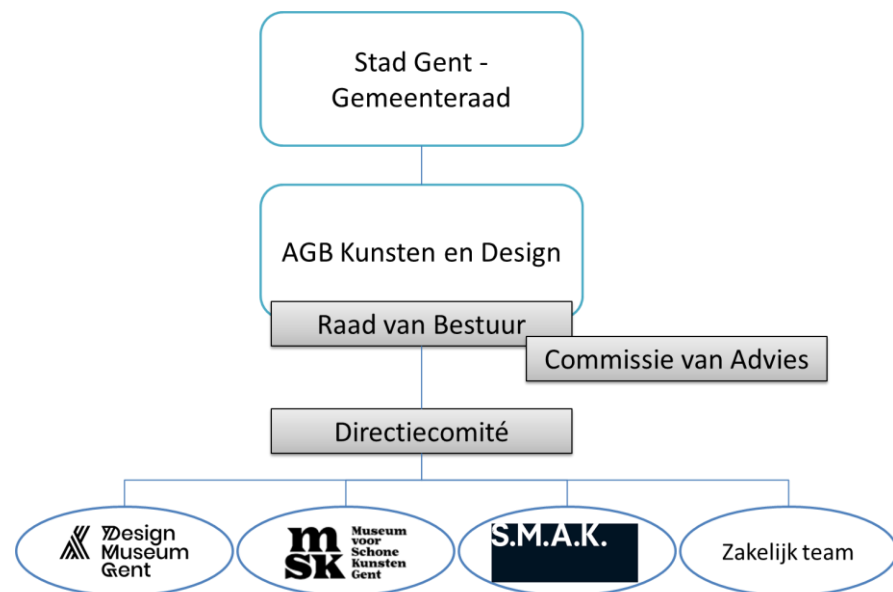 Stad Gent -
Gemeenteraad
AGB Kunsten en Design
Raad van Bestuur
Commissie van Advies
Directiecomité
Design
Museum
Gent
msk
Museum
voor
Schone
Kunsten
Gent
S.M.A.K.
Zakelijk team